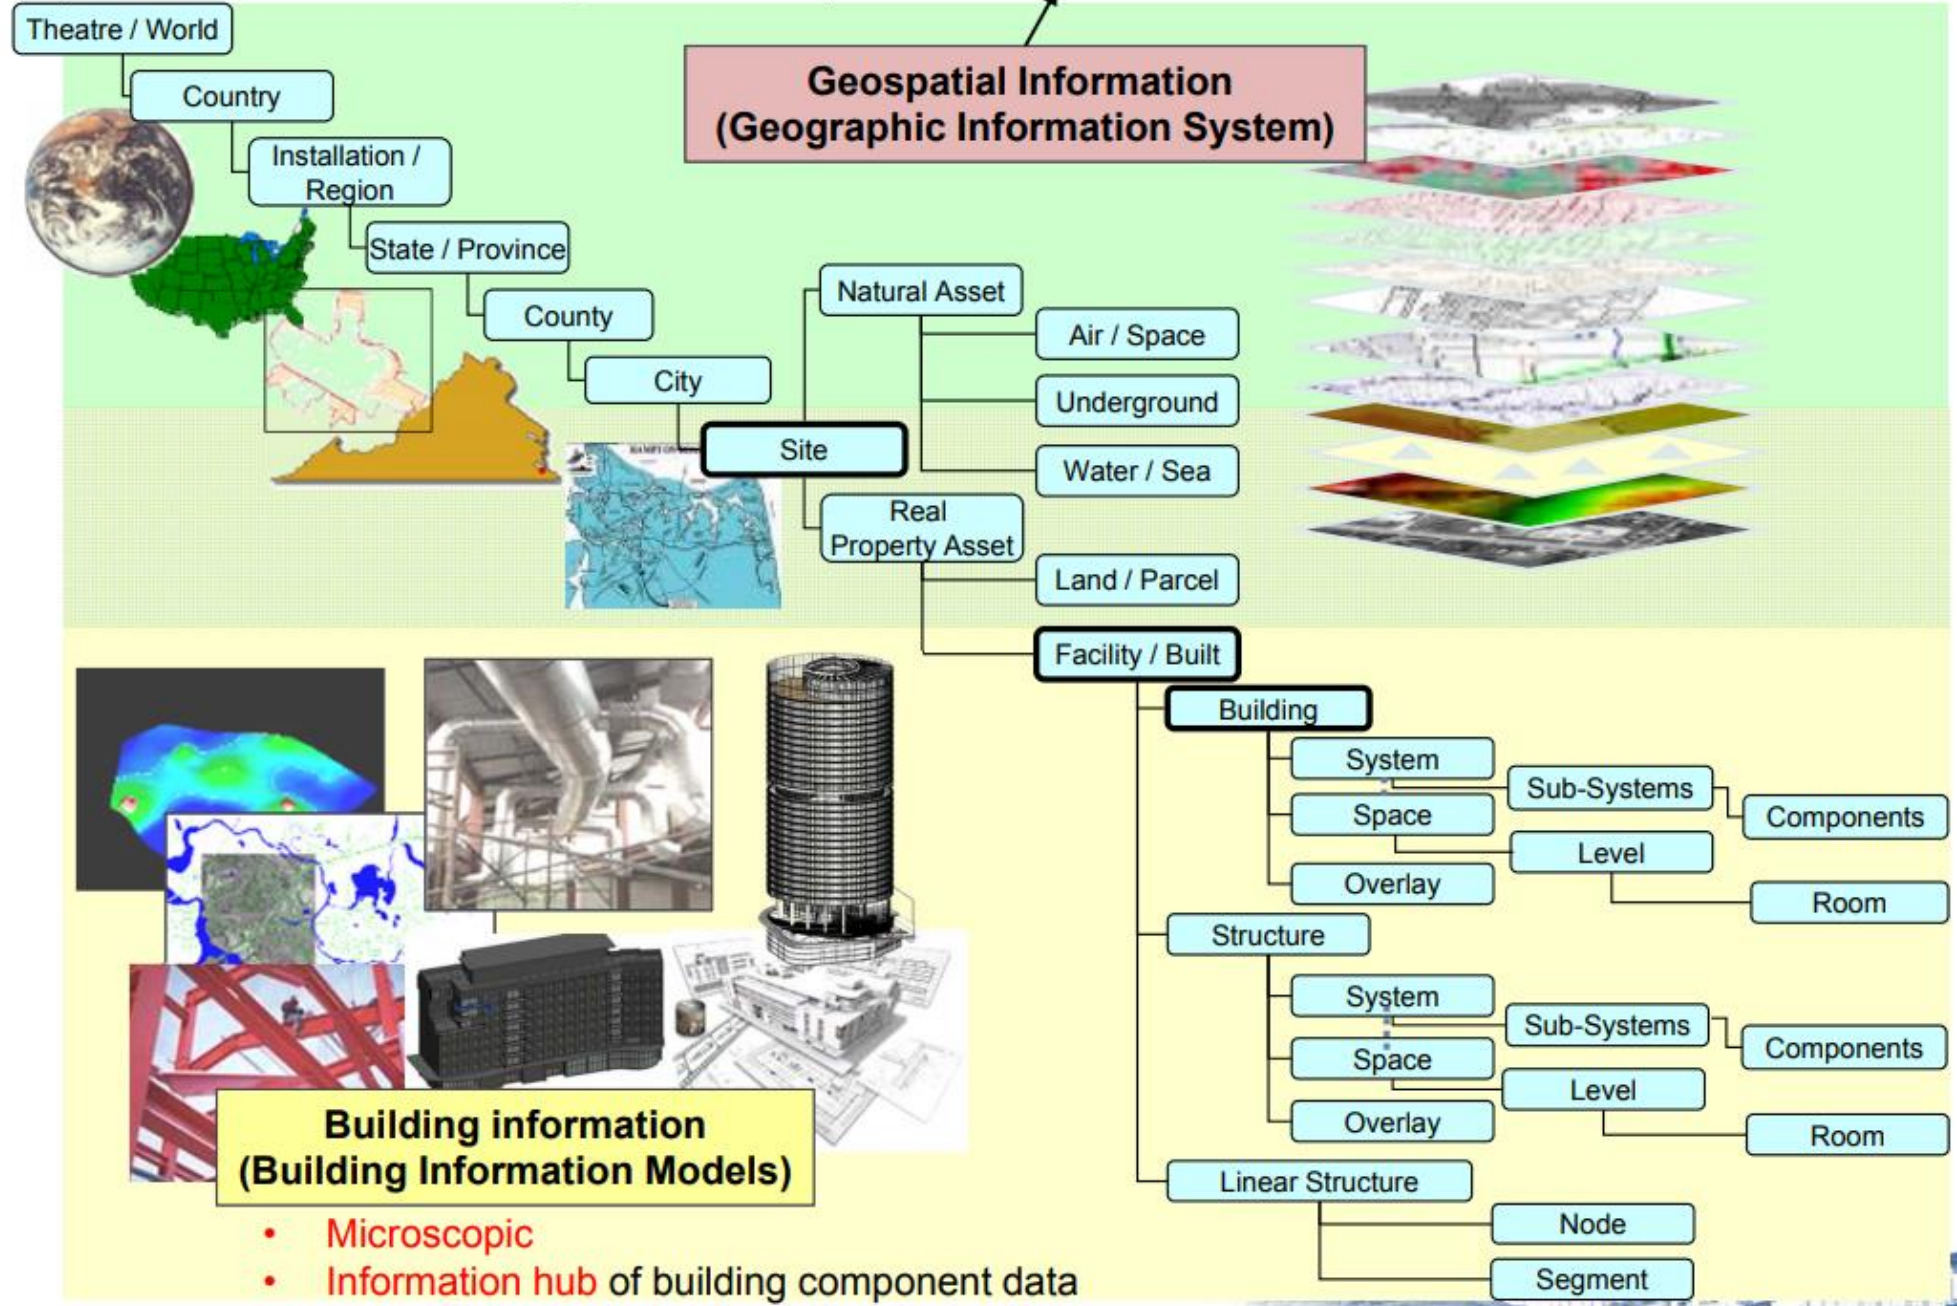 Theatre / World
Country
Installation /
Region
State / Province
County
City
Site
Geospatial Information
(Geographic Information System)
Natural Asset
Air / Space
Underground
Water / Sea
Real
Property Asset
Land / Parcel
Facility / Built
Building
System
Sub-Systems
Components
Space
Level
Room
Overlay
Structure
System
Sub-Systems
Components
Space
Level
Room
Overlay
Linear Structure
Node
Segment
Building information
(Building Information Models)
• Microscopic
• Information hub of building component data